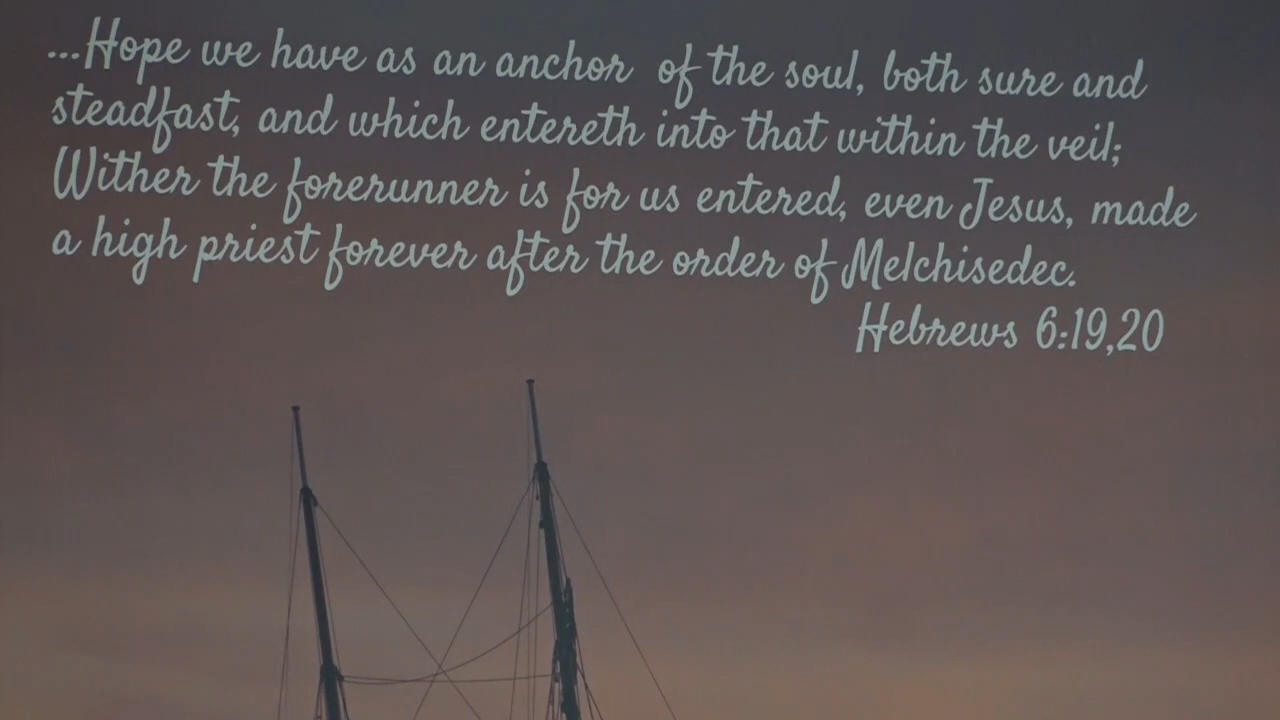 ...Hope we have as an anchor of the soul, both sure and
steadfast, and which entereth into that within the veil;
Wither the forerunner is for us entered, even Jesus, made
a high priest forever after the order of Melchisedec.
Hebrews 6:19,20